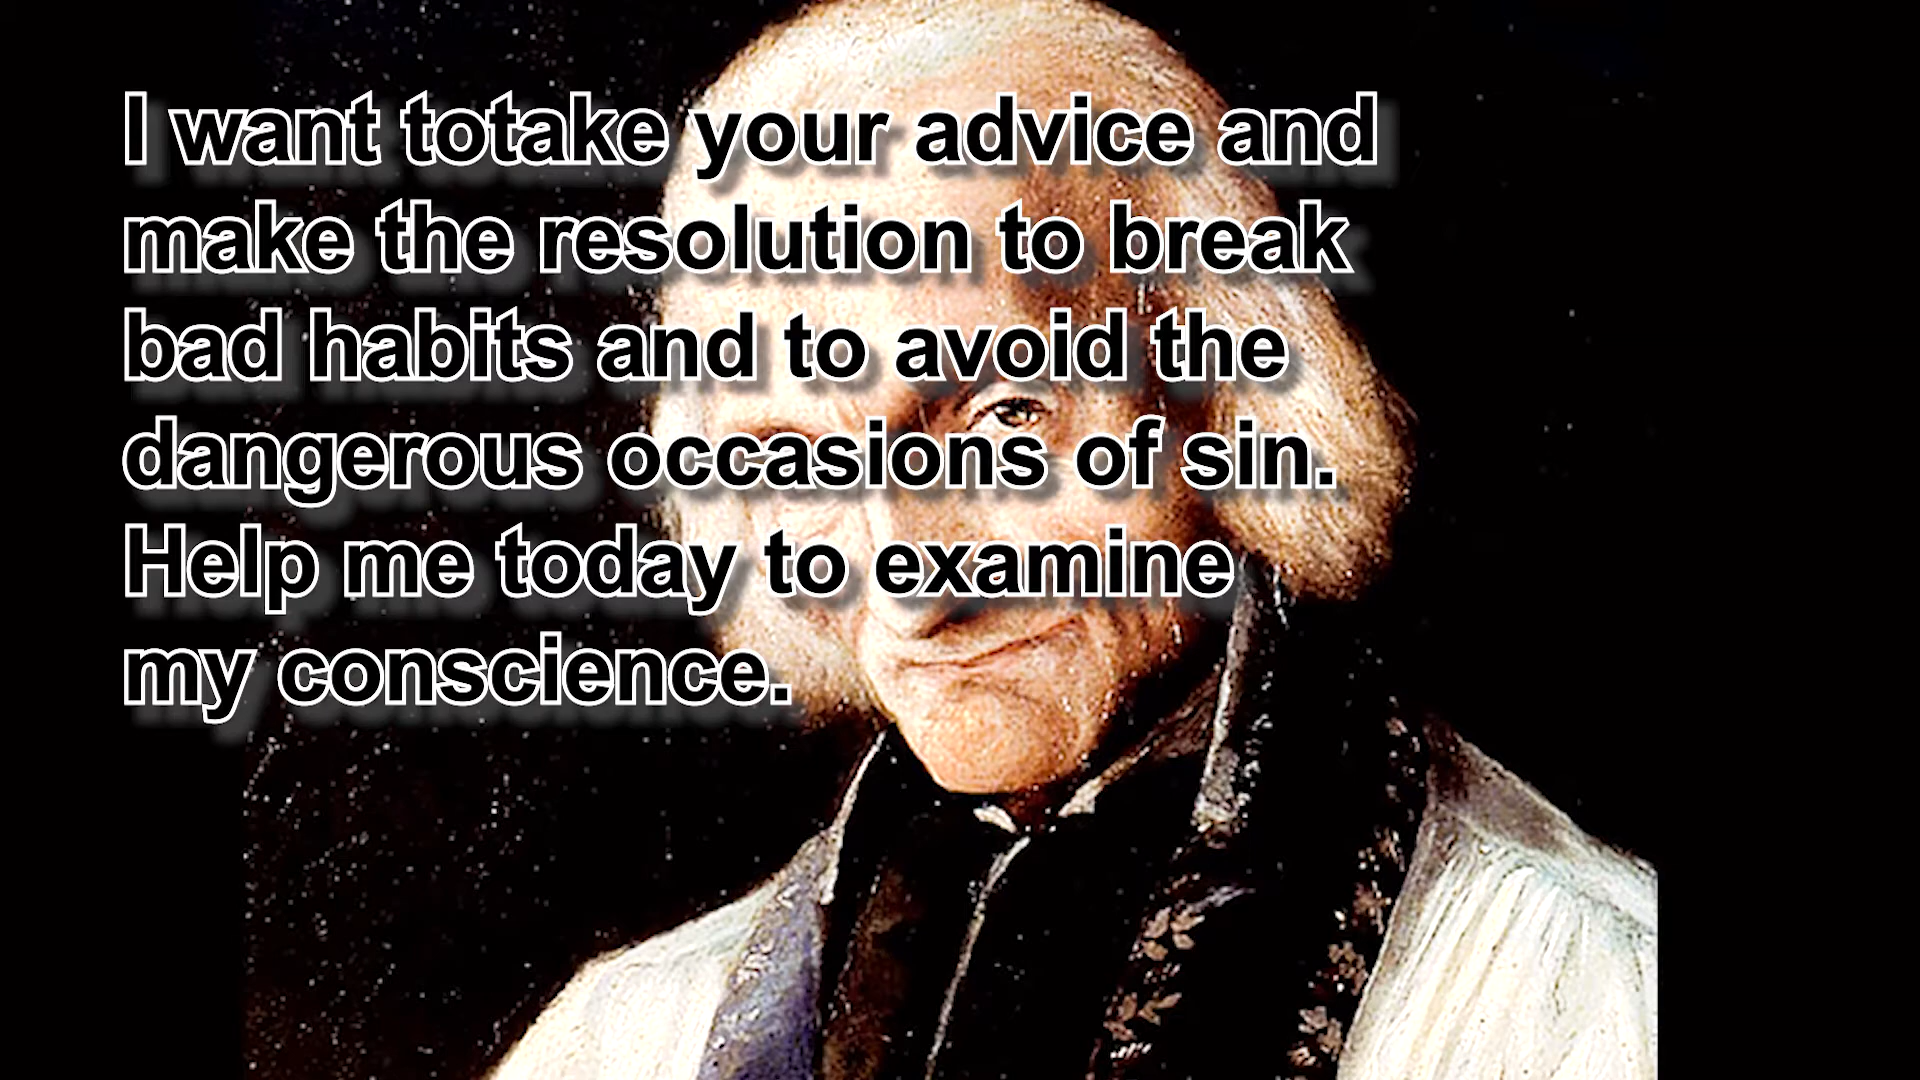 I want totake your advice and
make the resolution to break
bad habits and to avoid the
dangerous occasions of sin.
Help me today to examine
my conscience.